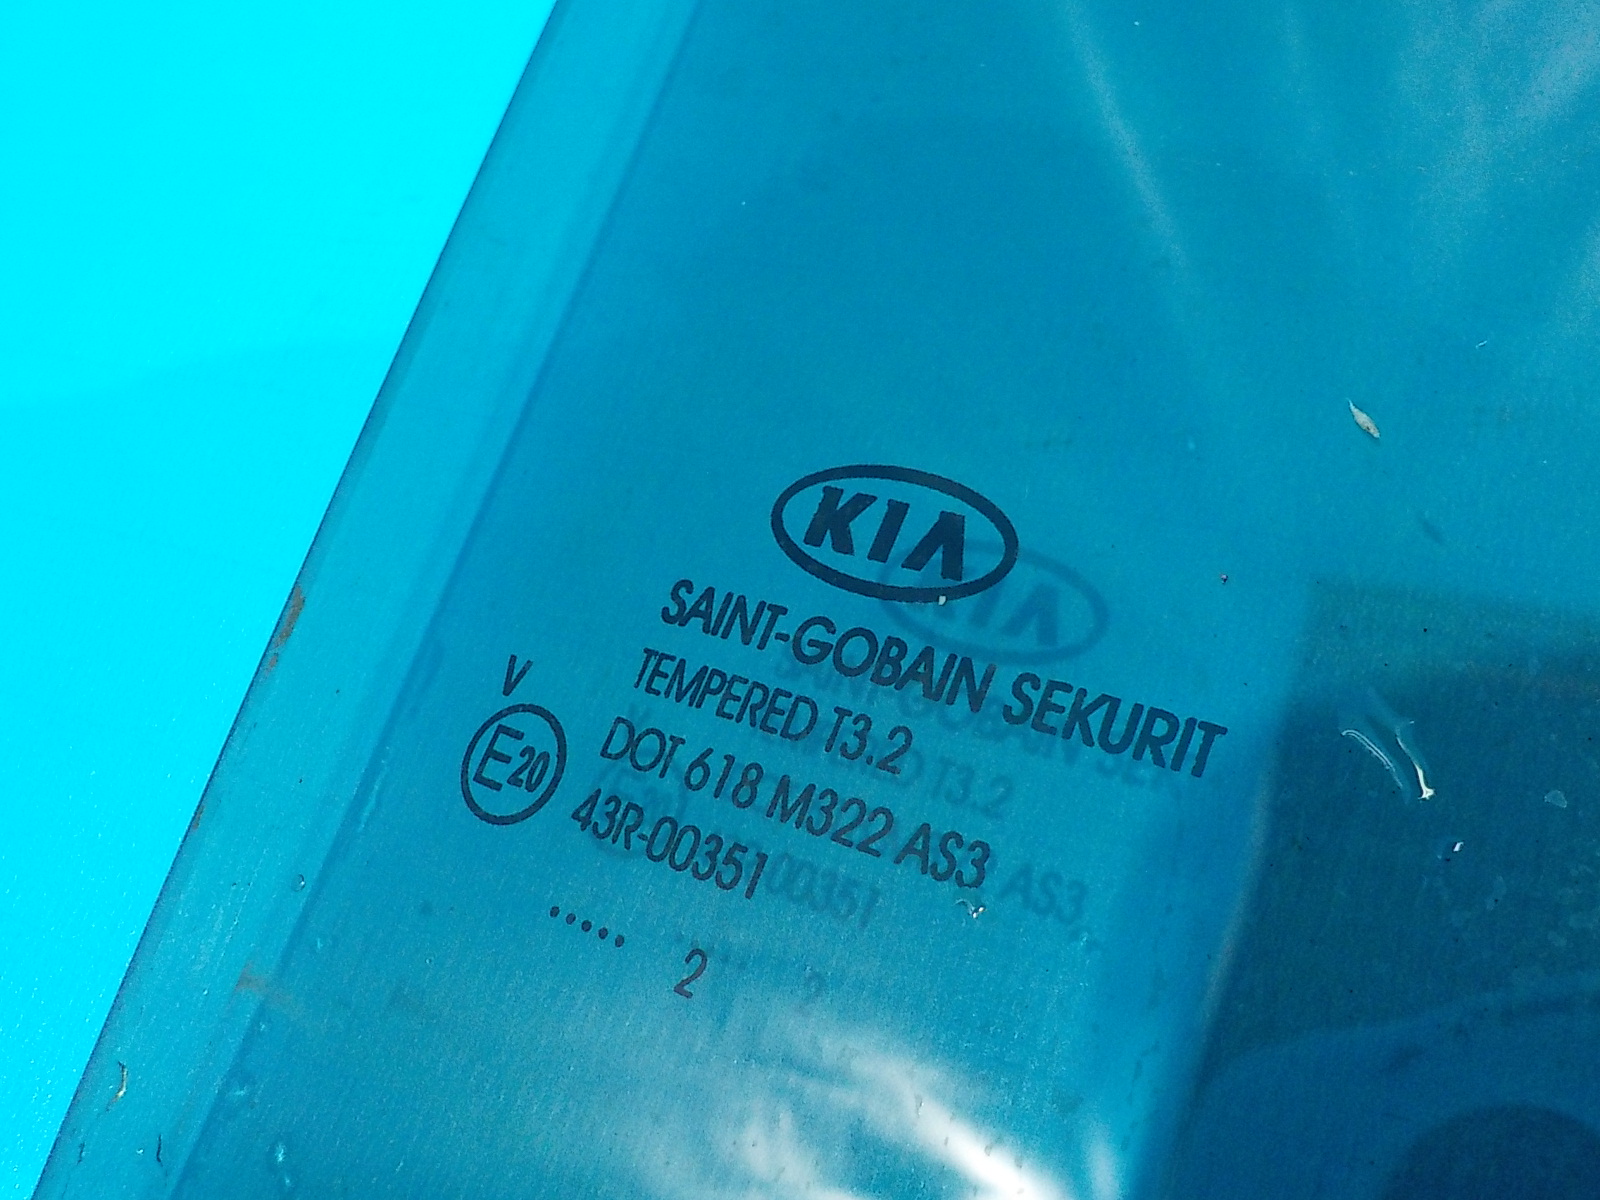 KIA
SAINT-GOBAIN SEKURIT
TEMPERED T3.2
V
DOT 618 M322 AS3
E20
43R-00351
..... 2